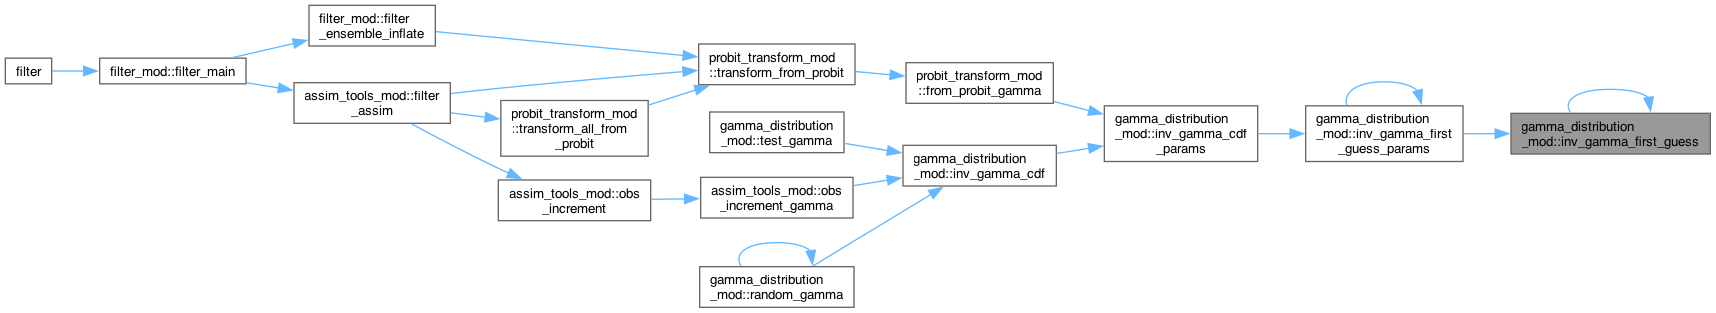 filter
filter_mod::filter_main
filter_mod::filter
_ensemble_inflate
assim_tools_mod::filter
_assim
probit_transform_mod
::transform_all_from
_probit
assim_tools_mod::obs
_increment
probit_transform_mod
::transform_from_probit
gamma_distribution
_mod::test_gamma
assim_tools_mod::obs
_increment_gamma
gamma_distribution
_mod::random_gamma
probit_transform_mod
::from_probit_gamma
gamma_distribution
_mod::inv_gamma_cdf
gamma_distribution
_mod::inv_gamma_cdf
_params
gamma_distribution
_mod::inv_gamma_first
_guess_params
gamma_distribution
_mod::inv_gamma_first_guess